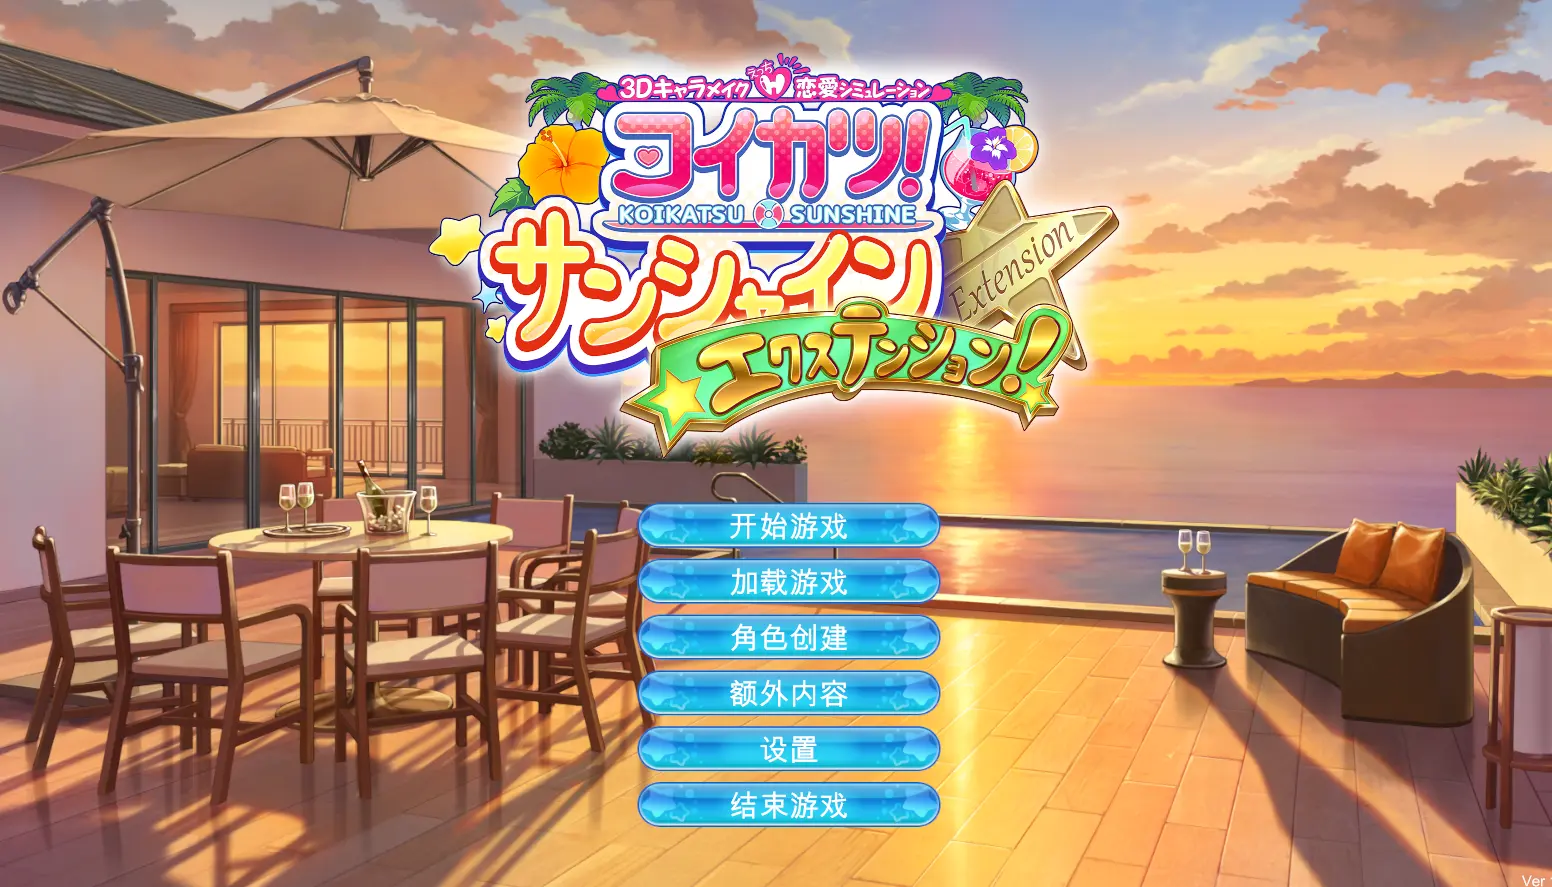 3Dキャラメイク えっち H 恋愛シミュレーション
コイカツ!
KOIKATSU SUNSHINE
サンシャイン
Extension
エクステンション!
开始游戏
加载游戏
角色创建
额外内容
设置
结束游戏
Ver